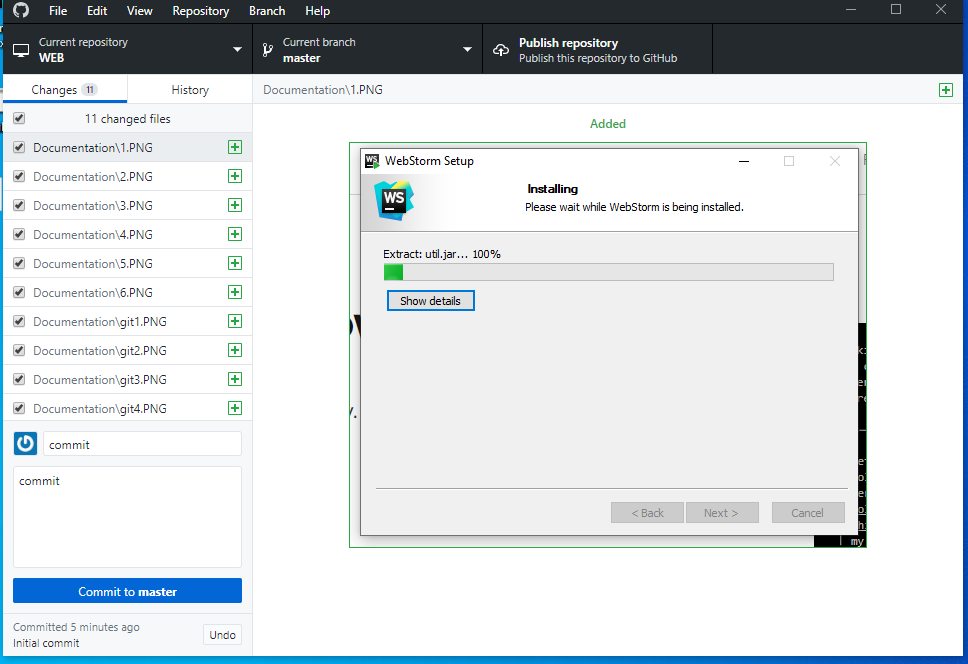 File Edit View Repository Branch Help
Current repository
WEB
Current branch
master
Publish repository
Publish this repository to GitHub
Changes 11
History
Documentation\1.PNG
11 changed files
Added
Documentation\1.PNG
Documentation\2.PNG
Documentation\3.PNG
Documentation\4.PNG
Documentation\5.PNG
Documentation\6.PNG
Documentation\git1.PNG
Documentation\git2.PNG
Documentation\git3.PNG
Documentation\git4.PNG
commit
commit
Commit to master
Committed 5 minutes ago
Initial commit
Undo
WS WebStorm Setup
WS
Installing
Please wait while WebStorm is being installed.
Extract: util.jar... 100%
Show details
< Back Next > Cancel
my